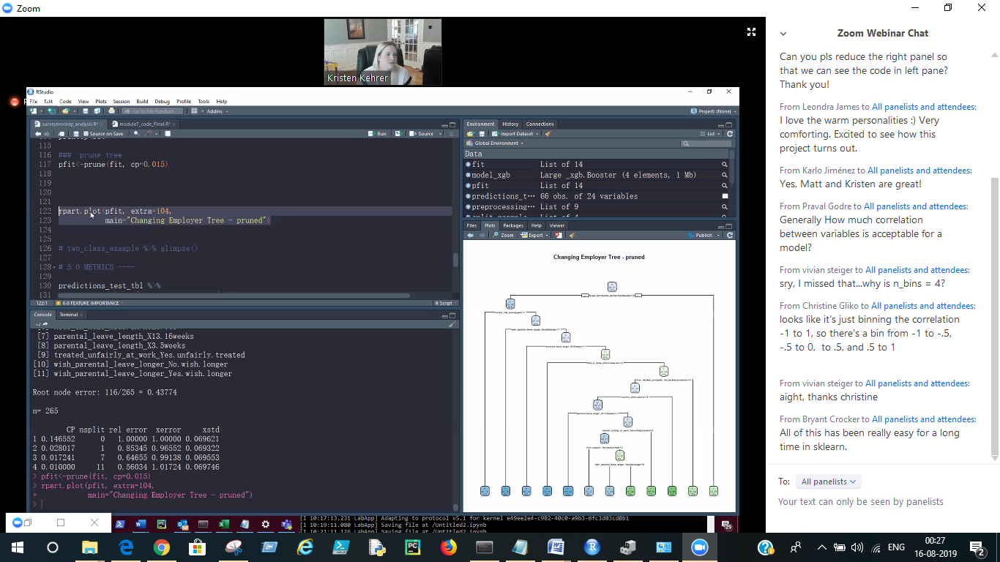 Zoom
Kristen Kehrer
RStudio
File Edit Code View Plots Session Build Debug Profile Tools Help
Go to file/function
Addins
Project: (None)
surveymonkey_analysis.R*
module7_code_Final.R*
Source on Save
Run
Source
115
116 ### prune tree
117 pfit<-prune(fit, cp=0.015)
118
119
120
121
122 rpart.plot(pfit, extra=104,
123 main="Changing Employer Tree - pruned")
124
125
126 # two_class_example %>% glimpse()
127
128 # 5.0 METRICS ----
129
130 predictions_test_tbl %>%
131
122:1 6.0 FEATURE IMPORTANCE R Script
Console Terminal
~/
[7] parental_leave_length_X13.16weeks
[8] parental_leave_length_X3.5weeks
[9] treated_unfairly_at_work_Yes.unfairly.treated
[10] wish_parental_leave_longer_No.wish.longer
[11] wish_parental_leave_longer_Yes.wish.longer
Root node error: 116/265 = 0.43774
n= 265
CP nsplit rel error xerror xstd
1 0.146552 0 1.00000 1.00000 0.069621
2 0.028017 1 0.85345 0.96552 0.069322
3 0.017241 7 0.64655 0.99138 0.069553
4 0.010000 11 0.56034 1.01724 0.069746
> pfit<-prune(fit, cp=0.015)
> rpart.plot(pfit, extra=104,
+ main="Changing Employer Tree - pruned")
>
Environment History Connections
Import Dataset
List
Global Environment
Data
fit List of 14
model_xgb Large _xgb.Booster (4 elements, 1 Mb)
pfit List of 14
predictions_t… 66 obs. of 24 variables
preprocessing… List of 9
Files Plots Packages Help Viewer
Zoom Export
Publish
Changing Employer Tree - pruned
[I 10:17:13.231 LabApp] Adapting to protocol v5.1 for kernel e49ee2e4-c982-40c0-a9b3-6fc3d03cd8b1
[I 10:19:11.080 LabApp] Saving file at /Untitled2.ipynb
[I 10:21:11.126 LabApp] Saving file at /Untitled2.ipynb
Zoom Webinar Chat
Can you pls reduce the right panel so
that we can see the code in left pane?
Thank you!
From Leondra James to All panelists and attendees:
I love the warm personalities :) Very
comforting. Excited to see how this
project turns out.
From Karlo Jiménez to All panelists and attendees:
Yes, Matt and Kristen are great!
From Praval Godre to All panelists and attendees:
Generally How much correlation
between variables is acceptable for a
model?
From vivian steiger to All panelists and attendees:
sry, I missed that...why is n_bins = 4?
From Christine Gliko to All panelists and attendees:
looks like it's just binning the correlation
-1 to 1, so there's a bin from -1 to -.5,
-.5 to 0, to .5, and .5 to 1
From vivian steiger to All panelists and attendees:
aight, thanks christine
From Bryant Crocker to All panelists and attendees:
All of this has been really easy for a long
time in sklearn.
To: All panelists
Your text can only be seen by panelists
ENG
00:27
16-08-2019
2